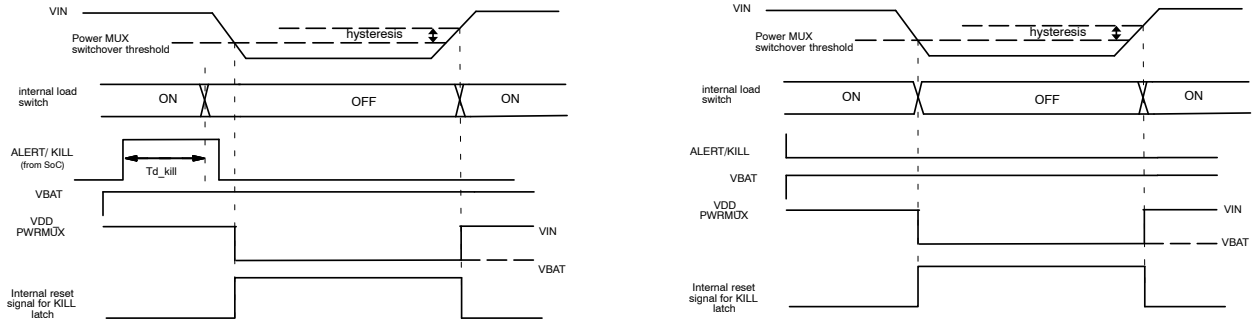 VIN
hysteresis
Power MUX
switchover threshold
internal load
switch
ON
OFF
ON
ALERT/ KILL
(from SoC)
Td_kill
VBAT
VDD
PWRMUX
VIN
VBAT
Internal reset
signal for KILL
latch
VIN
hysteresis
Power MUX
switchover threshold
internal load
switch
ON
OFF
ON
ALERT/KILL
VBAT
VDD
PWRMUX
VIN
VBAT
Internal reset
signal for KILL
latch